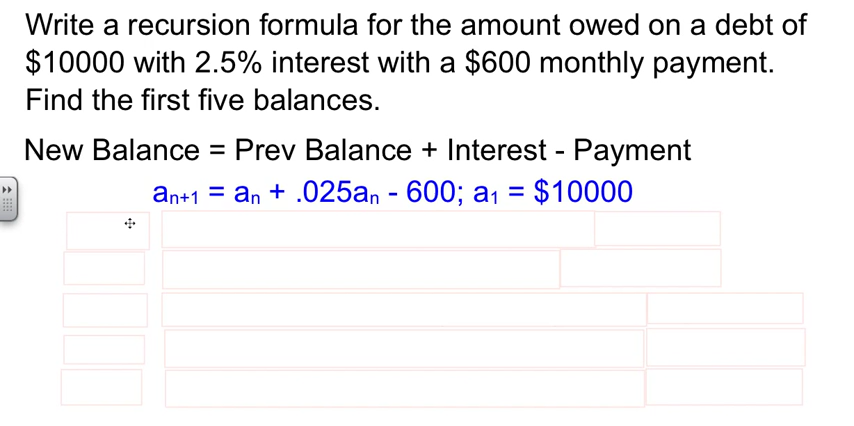 Write a recursion formula for the amount owed on a debt of
$10000 with 2.5% interest with a $600 monthly payment.
Find the first five balances.
New Balance = Prev Balance + Interest - Payment
aₙ₊₁ = aₙ + .025aₙ - 600; a₁ = $10000